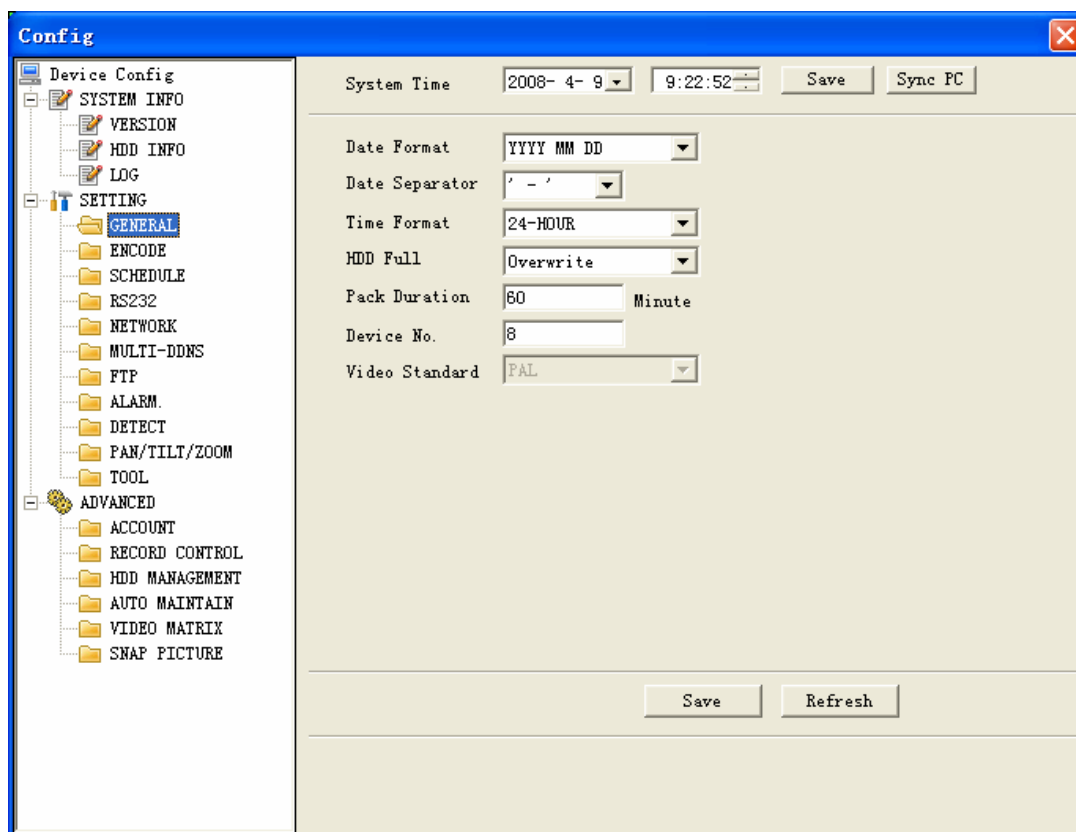 Config
Device Config
SYSTEM INFO
VERSION
HDD INFO
LOG
SETTING
GENERAL
ENCODE
SCHEDULE
RS232
NETWORK
MULTI-DDNS
FTP
ALARM.
DETECT
PAN/TILT/ZOOM
TOOL
ADVANCED
ACCOUNT
RECORD CONTROL
HDD MANAGEMENT
AUTO MAINTAIN
VIDEO MATRIX
SNAP PICTURE
System Time 2008- 4- 9 9:22:52 Save Sync PC
Date Format YYYY MM DD
Date Separator ' - '
Time Format 24-HOUR
HDD Full Overwrite
Pack Duration 60 Minute
Device No. 8
Video Standard PAL
Save Refresh